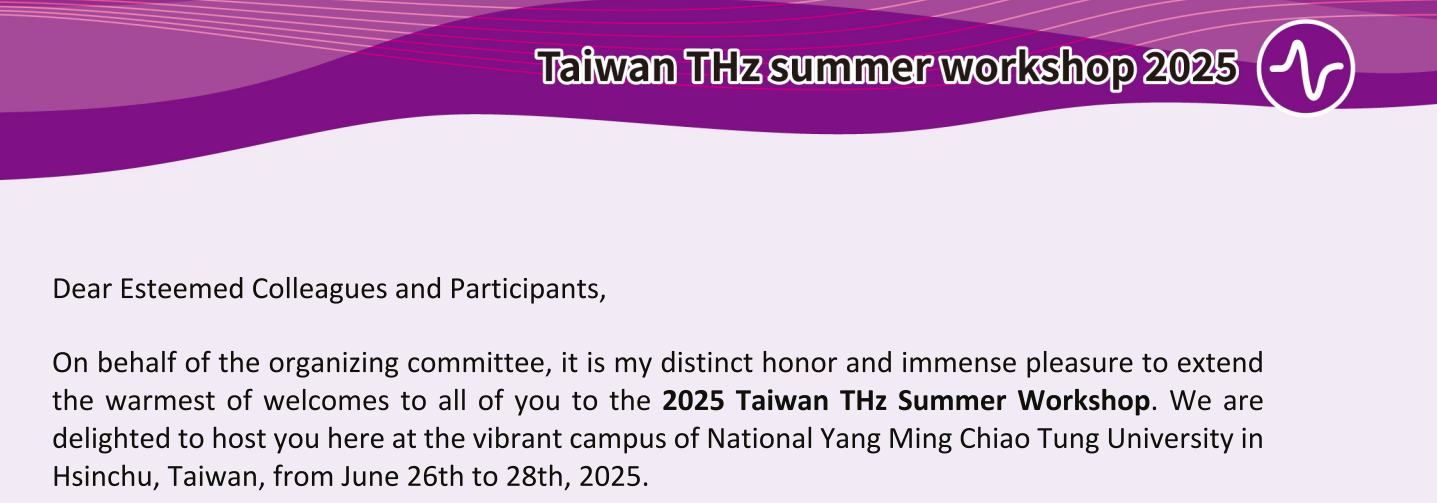 Taiwan THz summer workshop 2025
Dear Esteemed Colleagues and Participants,
On behalf of the organizing committee, it is my distinct honor and immense pleasure to extend
the warmest of welcomes to all of you to the 2025 Taiwan THz Summer Workshop. We are
delighted to host you here at the vibrant campus of National Yang Ming Chiao Tung University in
Hsinchu, Taiwan, from June 26th to 28th, 2025.